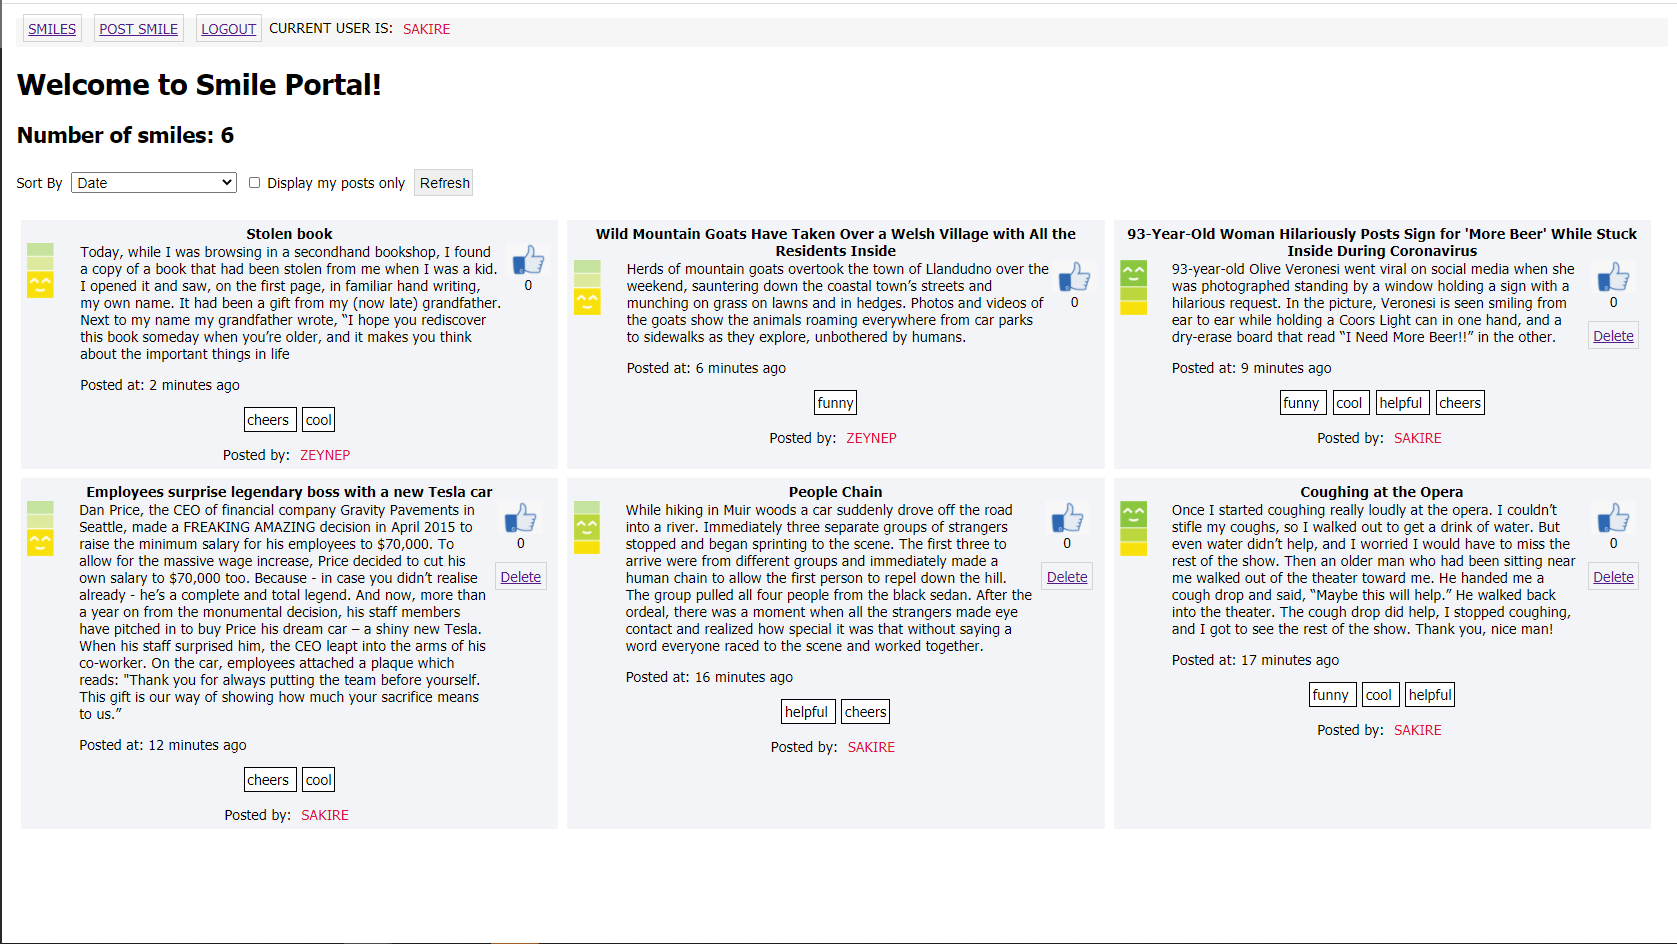 SMILES POST SMILE LOGOUT CURRENT USER IS: SAKIRE
Welcome to Smile Portal!
Number of smiles: 6
Sort By Date Display my posts only Refresh
Stolen book
Today, while I was browsing in a secondhand bookshop, I found
a copy of a book that had been stolen from me when I was a kid.
I opened it and saw, on the first page, in familiar hand writing,
my own name. It had been a gift from my (now late) grandfather.
Next to my name my grandfather wrote, “I hope you rediscover
this book someday when you’re older, and it makes you think
about the important things in life
0
Posted at: 2 minutes ago
cheers cool
Posted by: ZEYNEP
Wild Mountain Goats Have Taken Over a Welsh Village with All the
Residents Inside
Herds of mountain goats overtook the town of Llandudno over the
weekend, sauntering down the coastal town’s streets and
munching on grass on lawns and in hedges. Photos and videos of
the goats show the animals roaming everywhere from car parks
to sidewalks as they explore, unbothered by humans.
0
Posted at: 6 minutes ago
funny
Posted by: ZEYNEP
93-Year-Old Woman Hilariously Posts Sign for 'More Beer' While Stuck
Inside During Coronavirus
93-year-old Olive Veronesi went viral on social media when she
was photographed standing by a window holding a sign with a
hilarious request. In the picture, Veronesi is seen smiling from
ear to ear while holding a Coors Light can in one hand, and a
dry-erase board that read “I Need More Beer!!” in the other.
0
Delete
Posted at: 9 minutes ago
funny cool helpful cheers
Posted by: SAKIRE
Employees surprise legendary boss with a new Tesla car
Dan Price, the CEO of financial company Gravity Pavements in
Seattle, made a FREAKING AMAZING decision in April 2015 to
raise the minimum salary for his employees to $70,000. To
allow for the massive wage increase, Price decided to cut his
own salary to $70,000 too. Because - in case you didn’t realise
already - he’s a complete and total legend. And now, more than
a year on from the monumental decision, his staff members
have pitched in to buy Price his dream car – a shiny new Tesla.
When his staff surprised him, the CEO leapt into the arms of his
co-worker. On the car, employees attached a plaque which
reads: "Thank you for always putting the team before yourself.
This gift is our way of showing how much your sacrifice means
to us.”
0
Delete
Posted at: 12 minutes ago
cheers cool
Posted by: SAKIRE
People Chain
While hiking in Muir woods a car suddenly drove off the road
into a river. Immediately three separate groups of strangers
stopped and began sprinting to the scene. The first three to
arrive were from different groups and immediately made a
human chain to allow the first person to repel down the hill.
The group pulled all four people from the black sedan. After the
ordeal, there was a moment when all the strangers made eye
contact and realized how special it was that without saying a
word everyone raced to the scene and worked together.
0
Delete
Posted at: 16 minutes ago
helpful cheers
Posted by: SAKIRE
Coughing at the Opera
Once I started coughing really loudly at the opera. I couldn’t
stifle my coughs, so I walked out to get a drink of water. But
even water didn’t help, and I worried I would have to miss the
rest of the show. Then an older man who had been sitting near
me walked out of the theater toward me. He handed me a
cough drop and said, “Maybe this will help.” He walked back
into the theater. The cough drop did help, I stopped coughing,
and I got to see the rest of the show. Thank you, nice man!
0
Delete
Posted at: 17 minutes ago
funny cool helpful
Posted by: SAKIRE